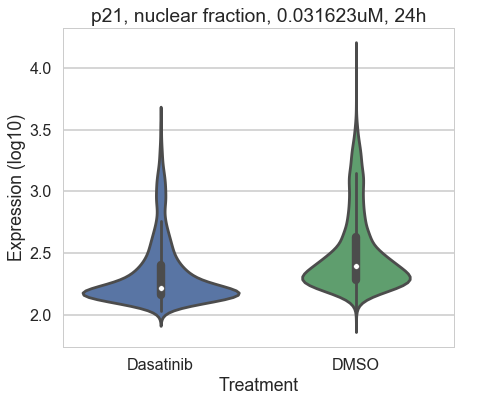 p21, nuclear fraction, 0.031623uM, 24h
Expression (log10)
4.0
3.5
3.0
2.5
2.0
Dasatinib DMSO
Treatment